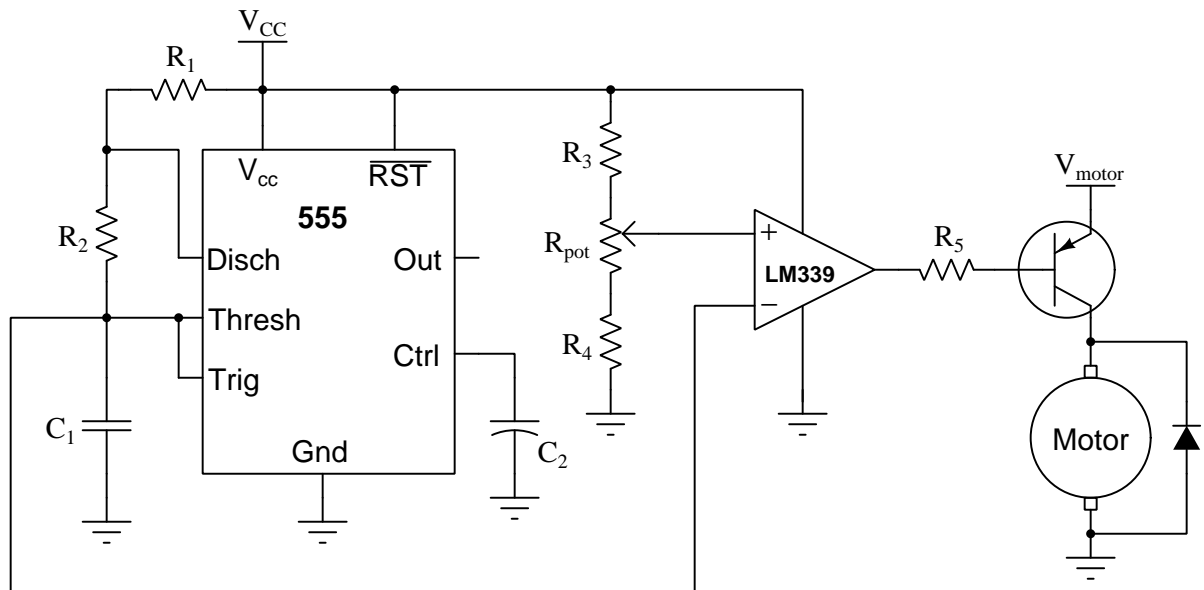 V_CC
R_1
V_cc
RST
555
R_2
Disch
Out
Thresh
Ctrl
Trig
Gnd
C_1
C_2
R_3
R_pot
R_4
+
LM339
−
R_5
V_motor
Motor